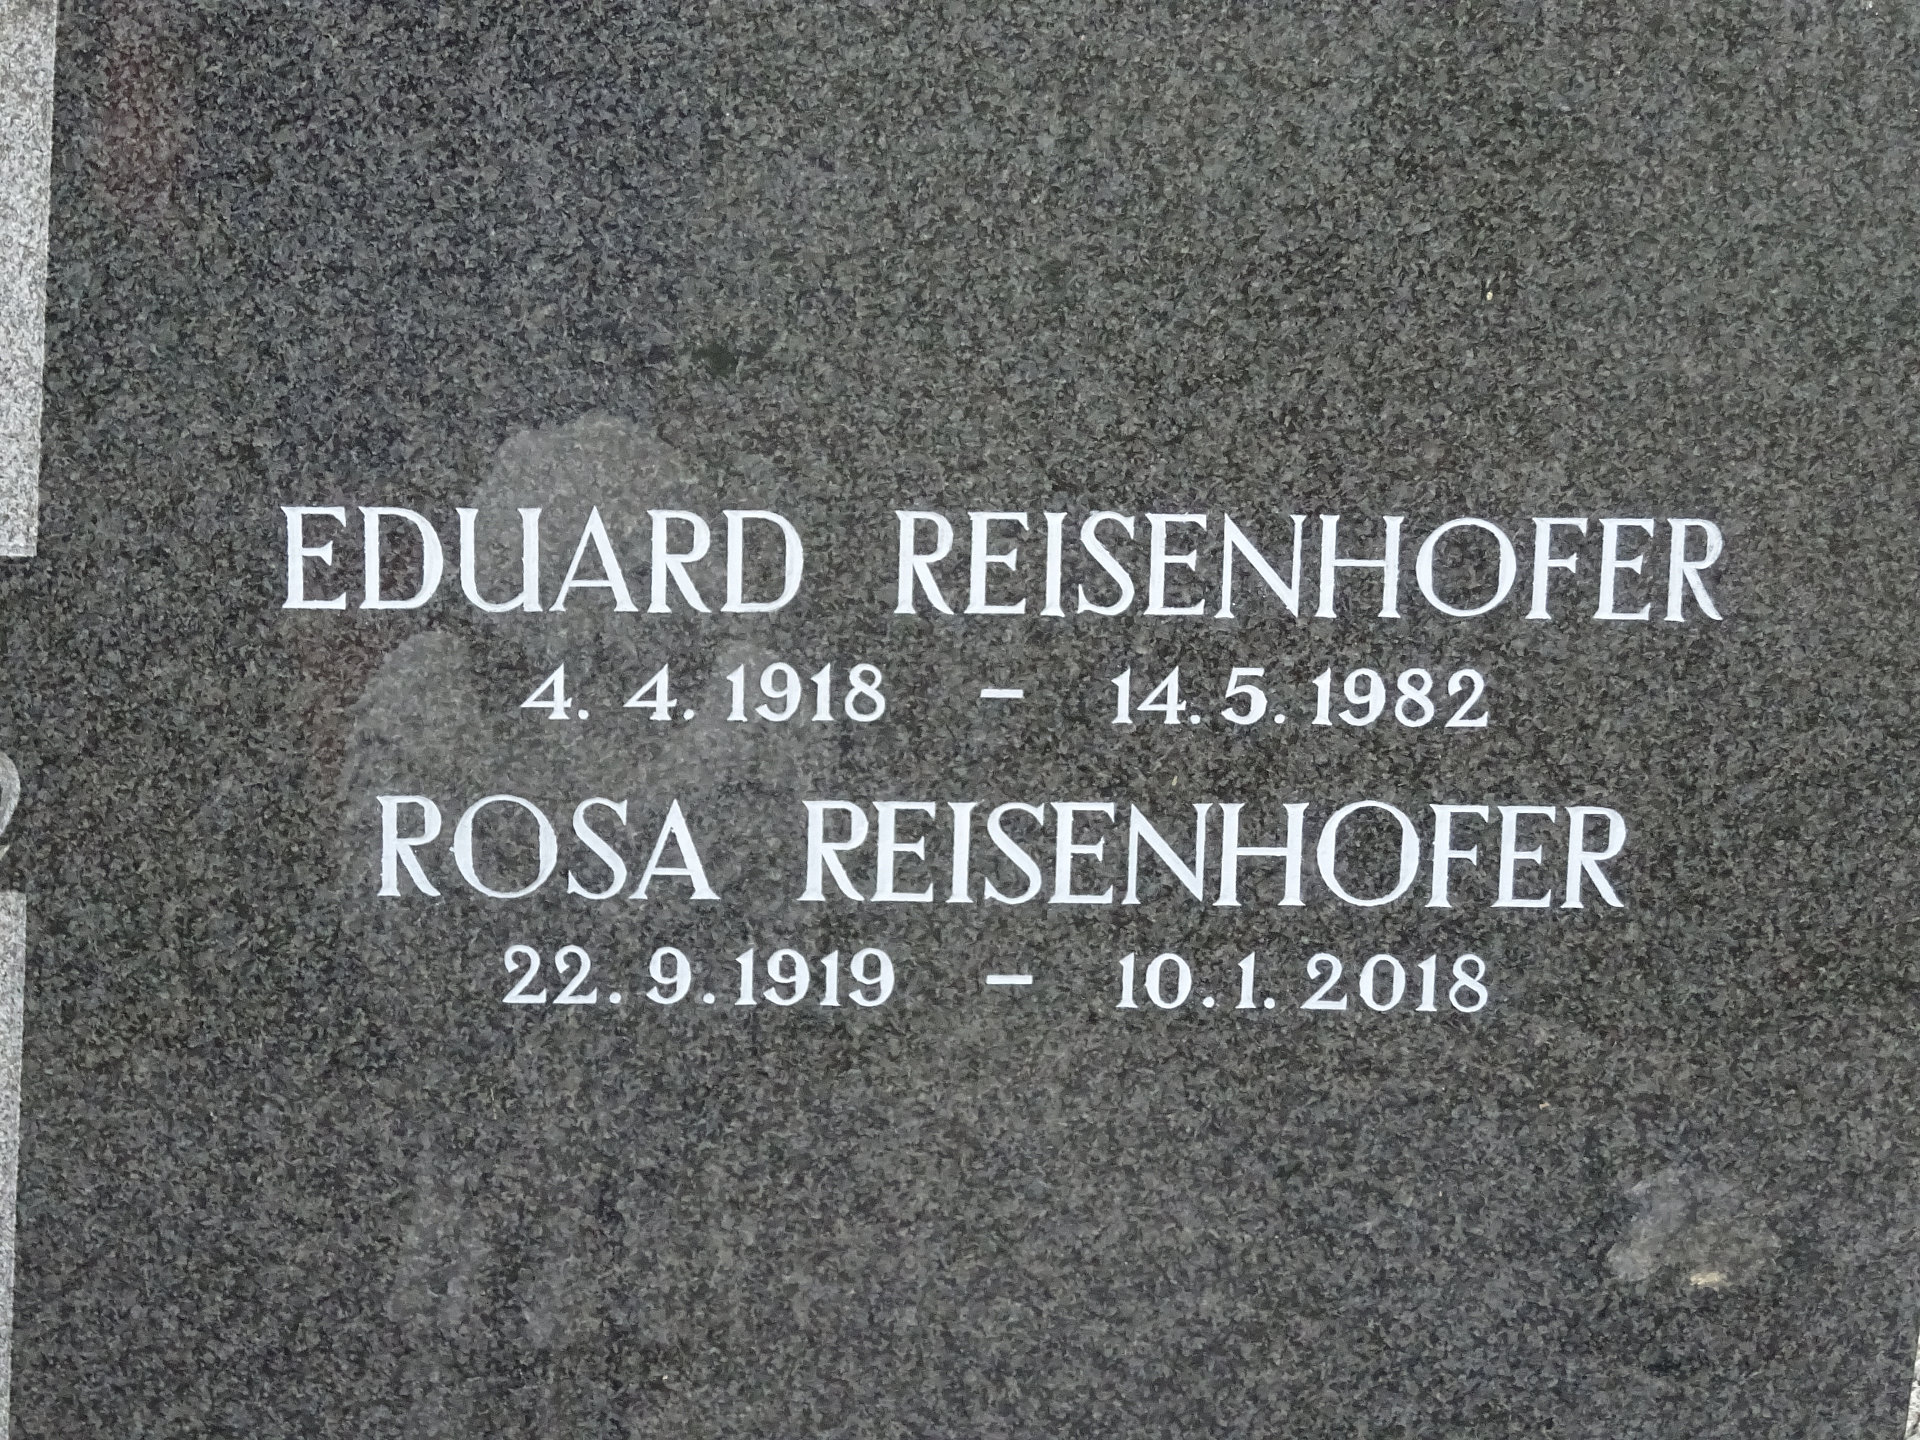 EDUARD REISENHOFER
4. 4. 1918 - 14. 5. 1982
ROSA REISENHOFER
22. 9. 1919 - 10. 1. 2018